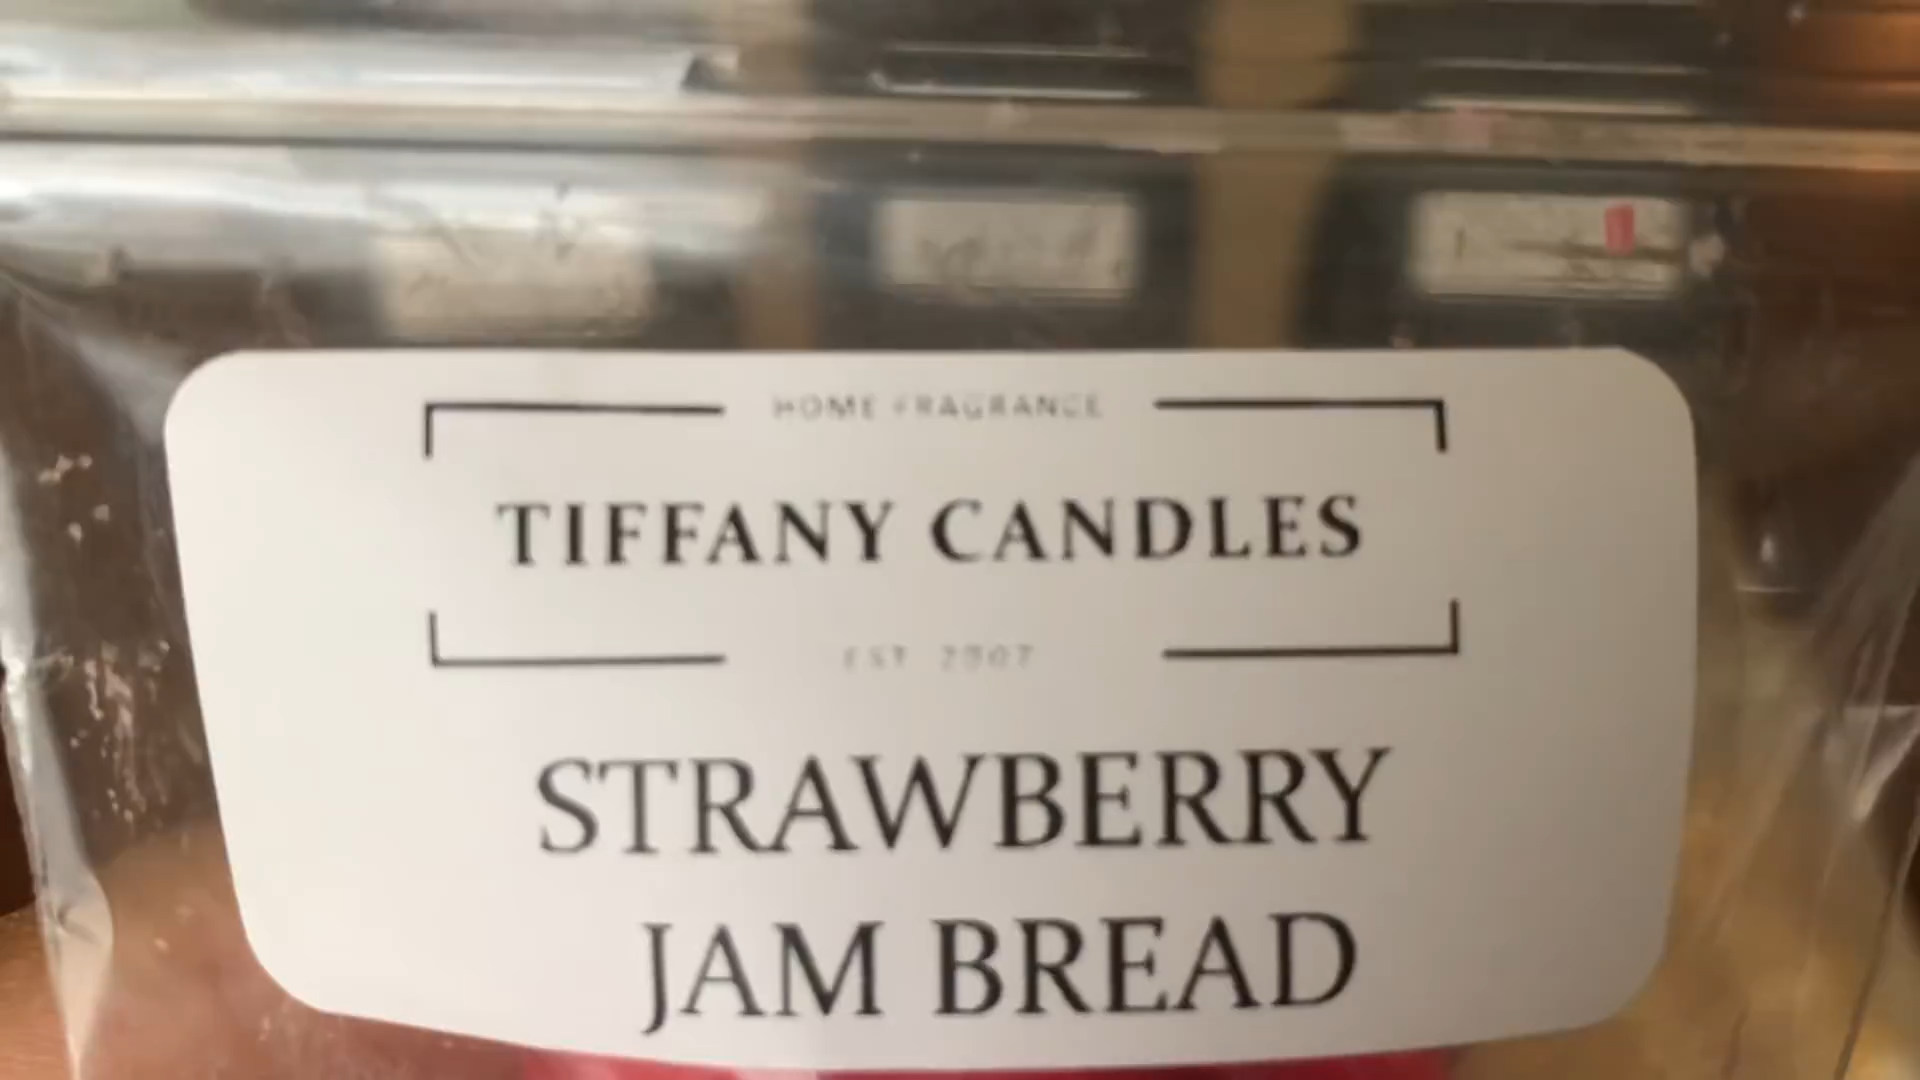 HOME FRAGRANCE
TIFFANY CANDLES
EST 2007
STRAWBERRY
JAM BREAD